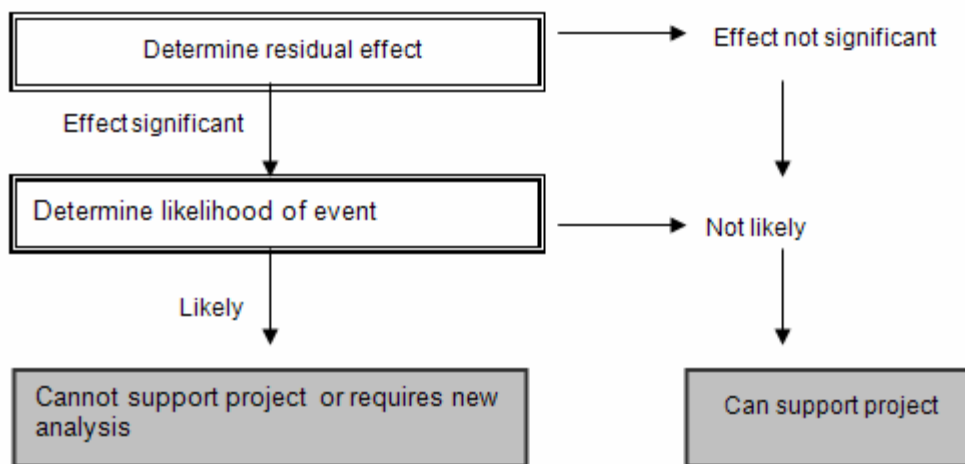 Determine residual effect
Effect not significant
Effect significant
Determine likelihood of event
Not likely
Likely
Cannot support project or requires new
analysis
Can support project